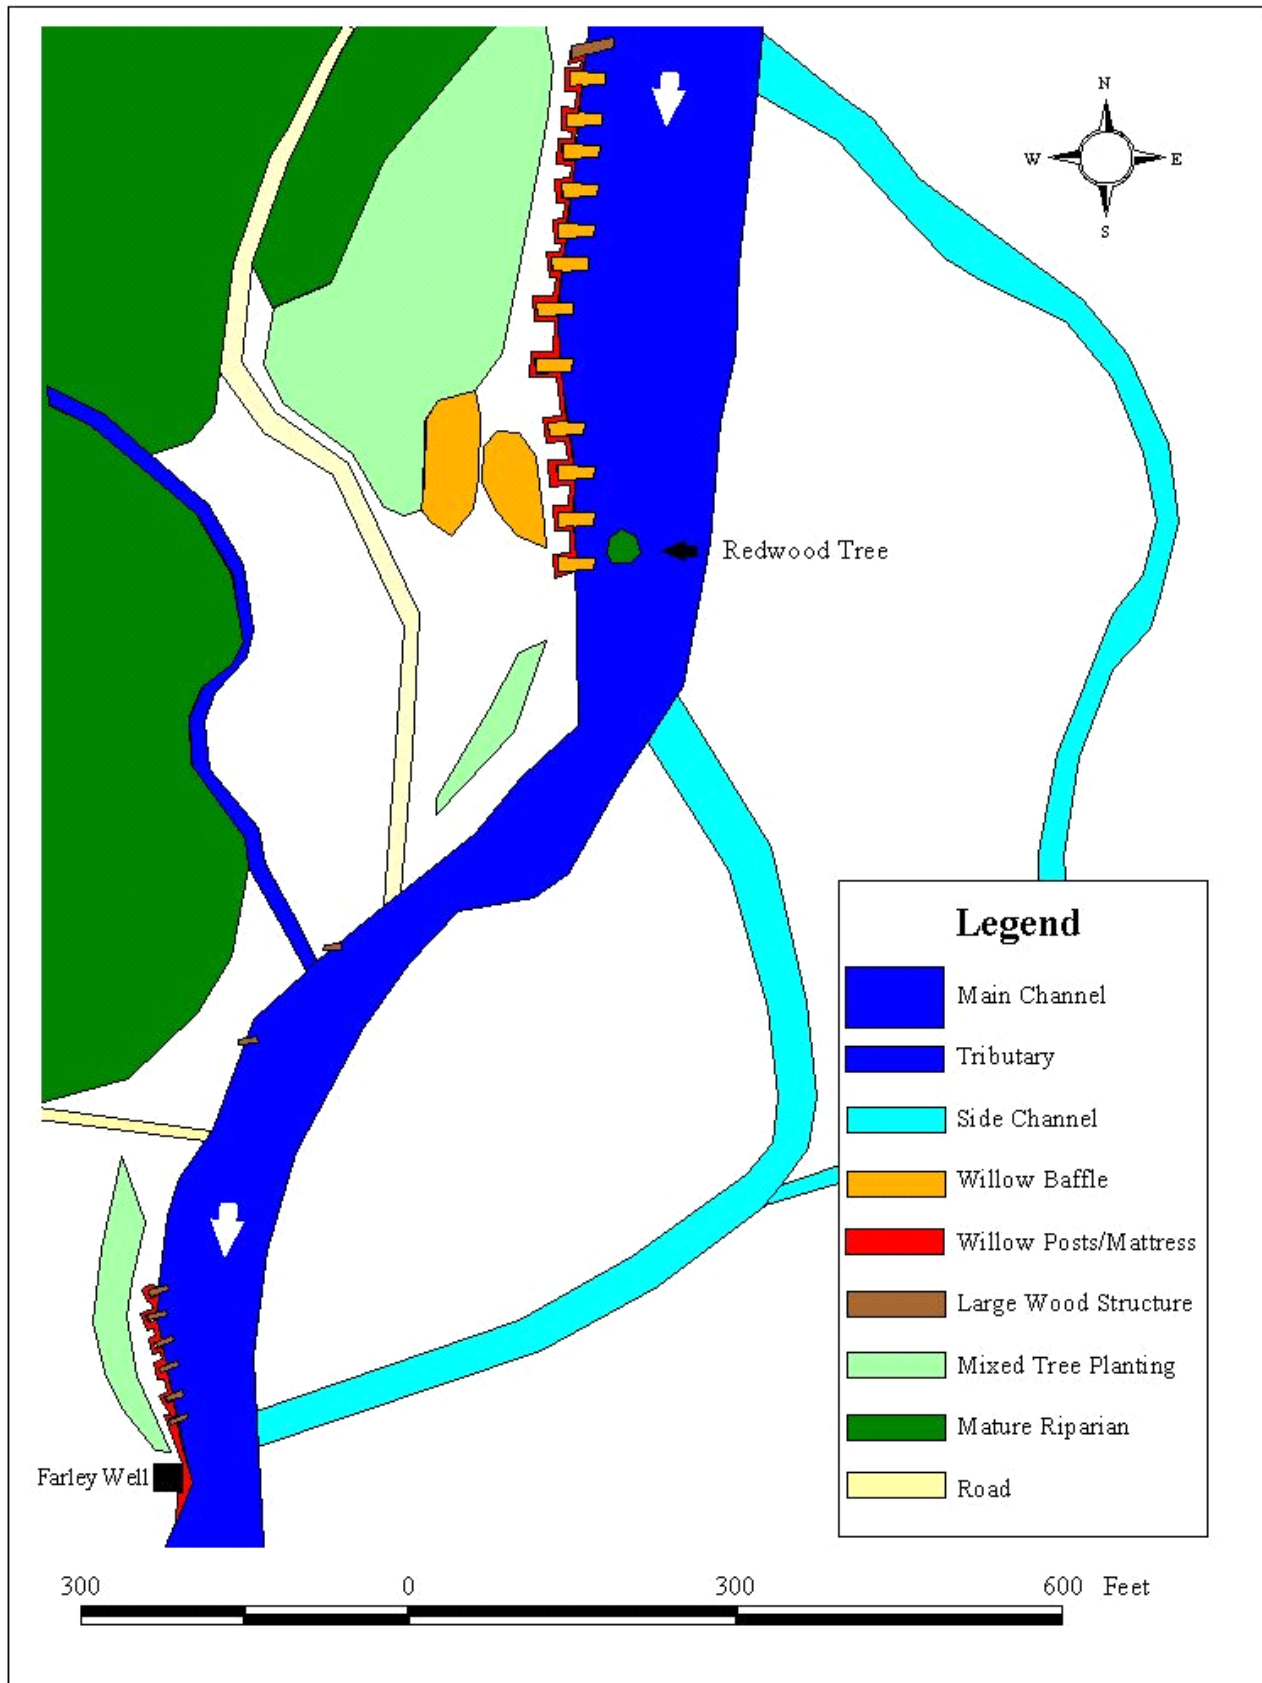 N
W E
S
Redwood Tree
Legend
Main Channel
Tributary
Side Channel
Willow Baffle
Willow Posts/Mattress
Large Wood Structure
Mixed Tree Planting
Mature Riparian
Road
Farley Well
300 0 300 600 Feet